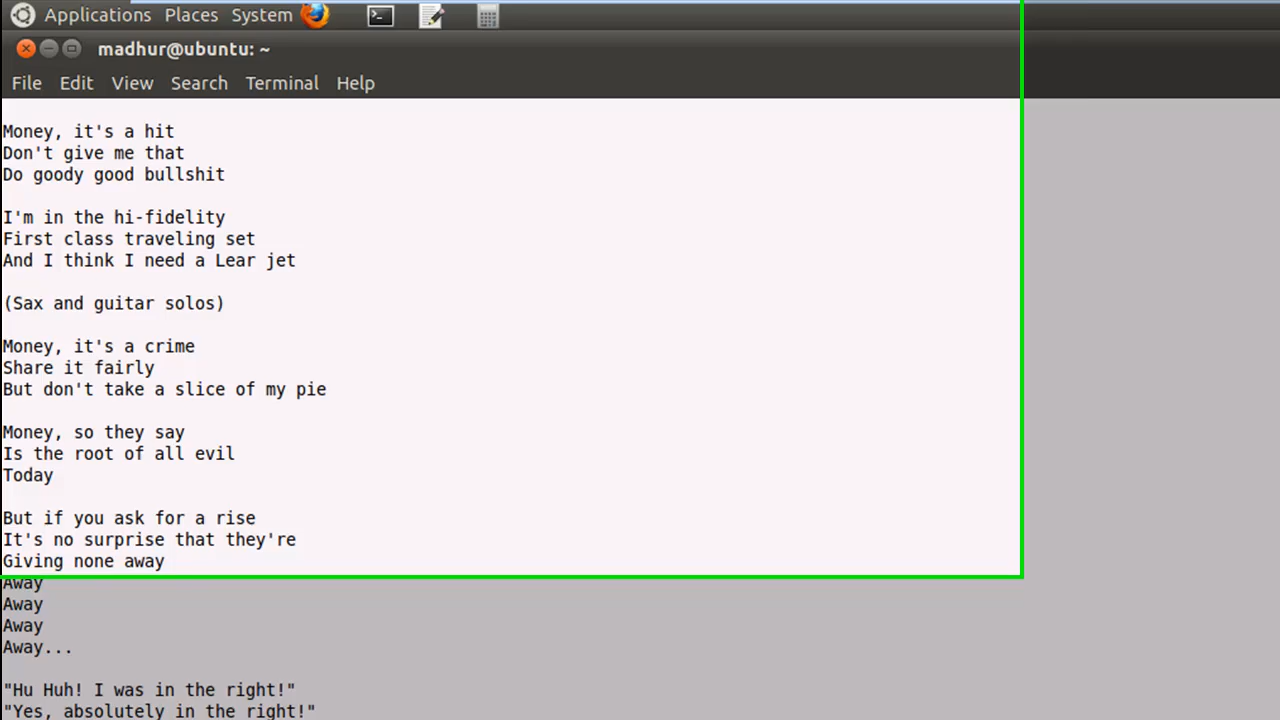 Applications Places System
madhur@ubuntu: ~
File Edit View Search Terminal Help
Money, it's a hit
Don't give me that
Do goody good bullshit
I'm in the hi-fidelity
First class traveling set
And I think I need a Lear jet
(Sax and guitar solos)
Money, it's a crime
Share it fairly
But don't take a slice of my pie
Money, so they say
Is the root of all evil
Today
But if you ask for a rise
It's no surprise that they're
Giving none away
Away
Away
Away
Away...
"Hu Huh! I was in the right!"
"Yes, absolutely in the right!"